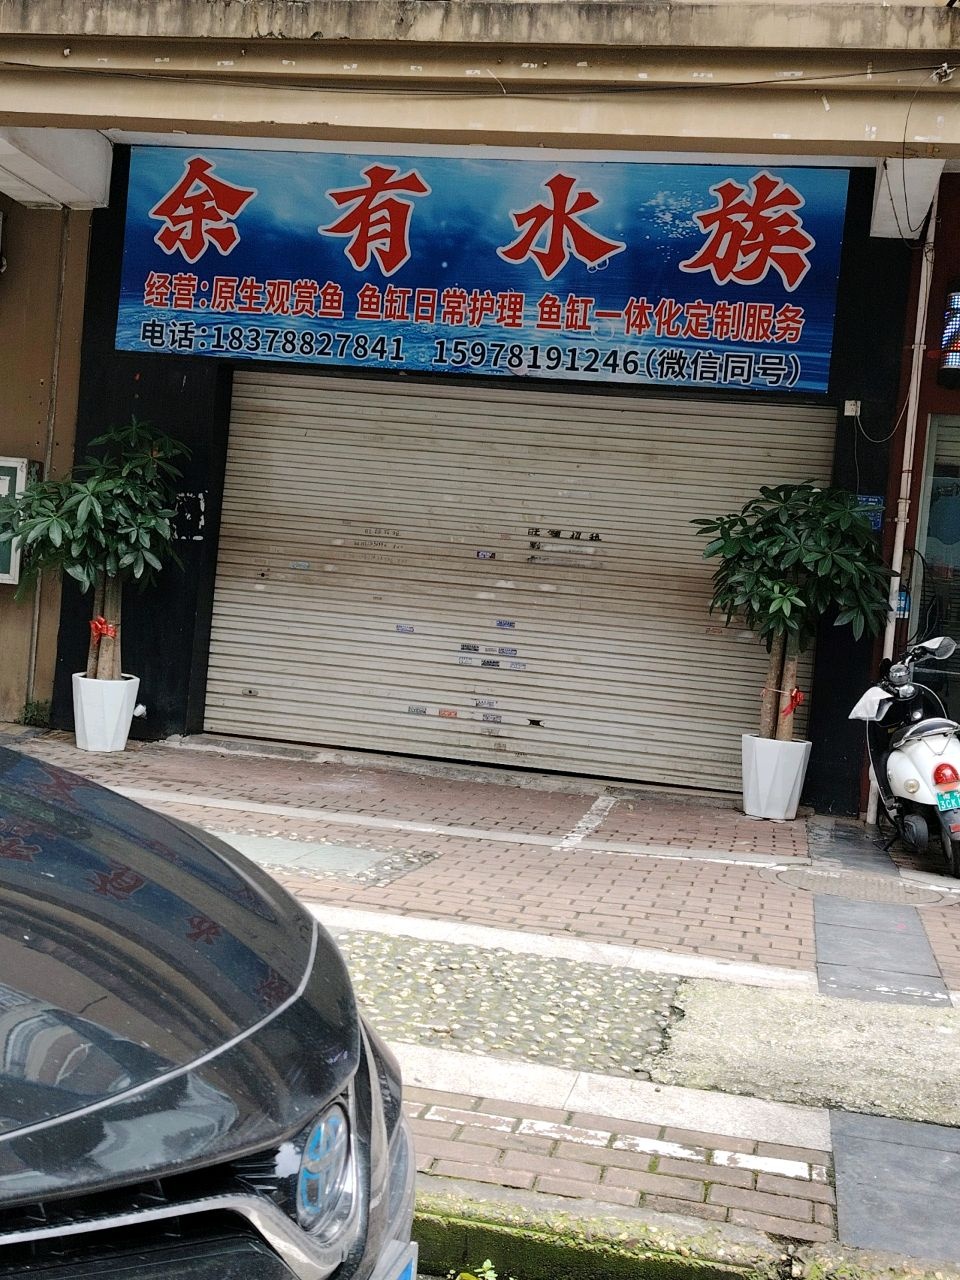 余有水族
经营:原生观赏鱼 鱼缸日常护理 鱼缸一体化定制服务
电话:18378827841 15978191246(微信同号)